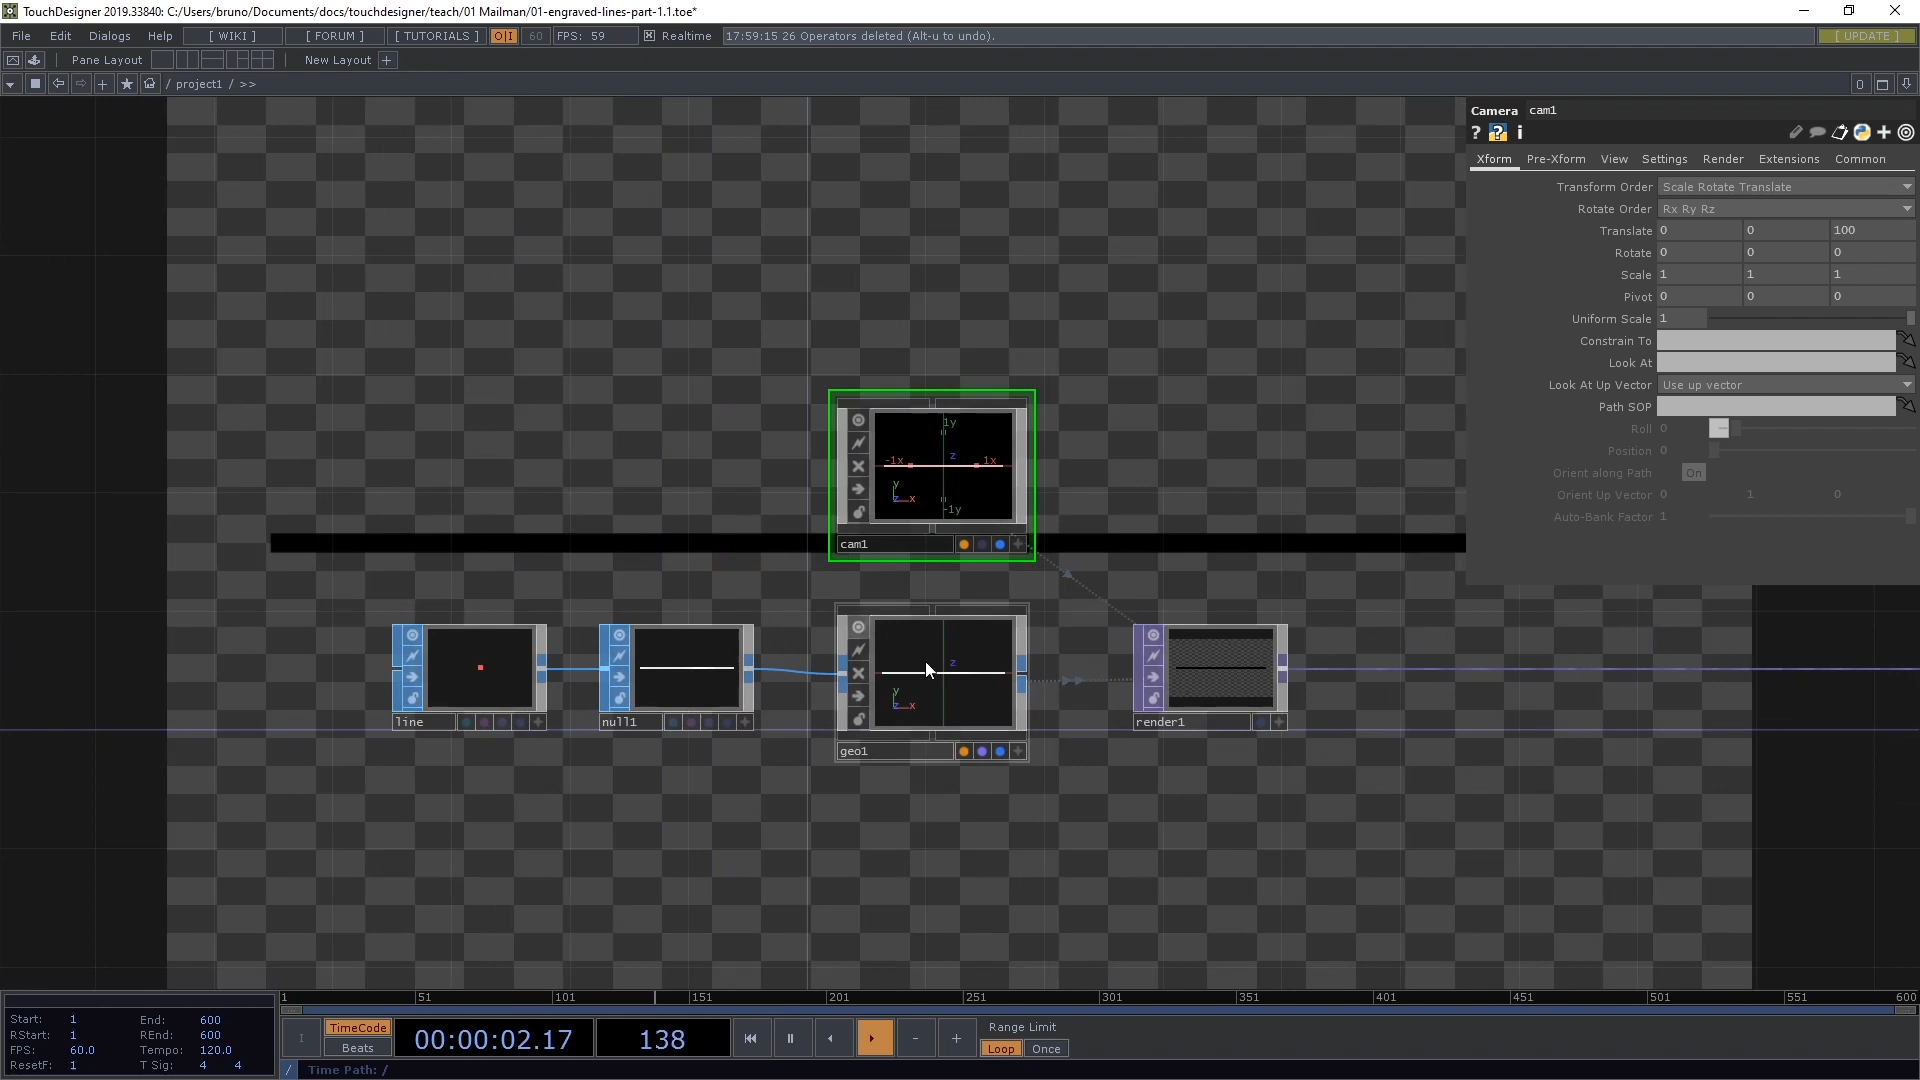 TouchDesigner 2019.33840: C:/Users/bruno/Documents/docs/touchdesigner/teach/01 Mailman/01-engraved-lines-part-1.1.toe*
File Edit Dialogs Help [ WIKI ] [ FORUM ] [ TUTORIALS ] O|I 60 FPS: 59 Realtime 17:59:15 26 Operators deleted (Alt-u to undo). [ UPDATE ]
Pane Layout New Layout +
/ project1 / >> 0
Camera cam1
? ? i
Xform Pre-Xform View Settings Render Extensions Common
Transform Order Scale Rotate Translate
Rotate Order Rx Ry Rz
Translate 0 0 100
Rotate 0 0 0
Scale 1 1 1
Pivot 0 0 0
Uniform Scale 1
Constrain To
Look At
Look At Up Vector Use up vector
Path SOP
Roll 0
Position 0
Orient along Path On
Orient Up Vector 0 1 0
Auto-Bank Factor 1
1y
-1x z 1x
y
z x
-1y
cam1
z
y
z x
line null1 geo1 render1
1 51 101 151 201 251 301 351 401 451 501 551 600
Start: 1 End: 600
RStart: 1 REnd: 600
FPS: 60.0 Tempo: 120.0
ResetF: 1 T Sig: 4 4
I TimeCode Beats 00:00:02.17 138 - + Range Limit
Loop Once
/ Time Path: /